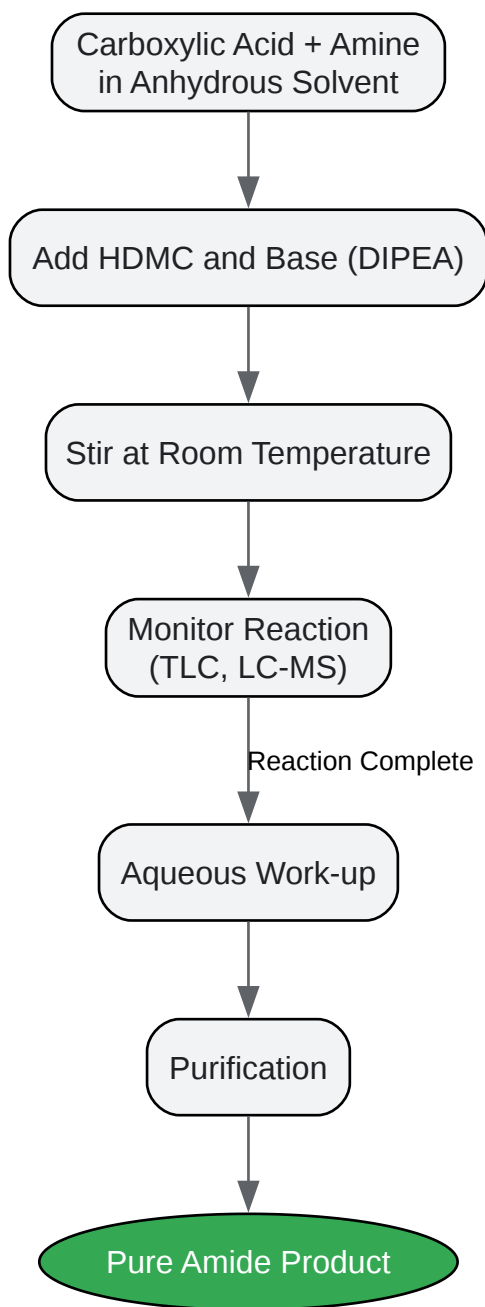 Carboxylic Acid + Amine
in Anhydrous Solvent
Add HDMC and Base (DIPEA)
Stir at Room Temperature
Monitor Reaction
(TLC, LC-MS)
Reaction Complete
Aqueous Work-up
Purification
Pure Amide Product